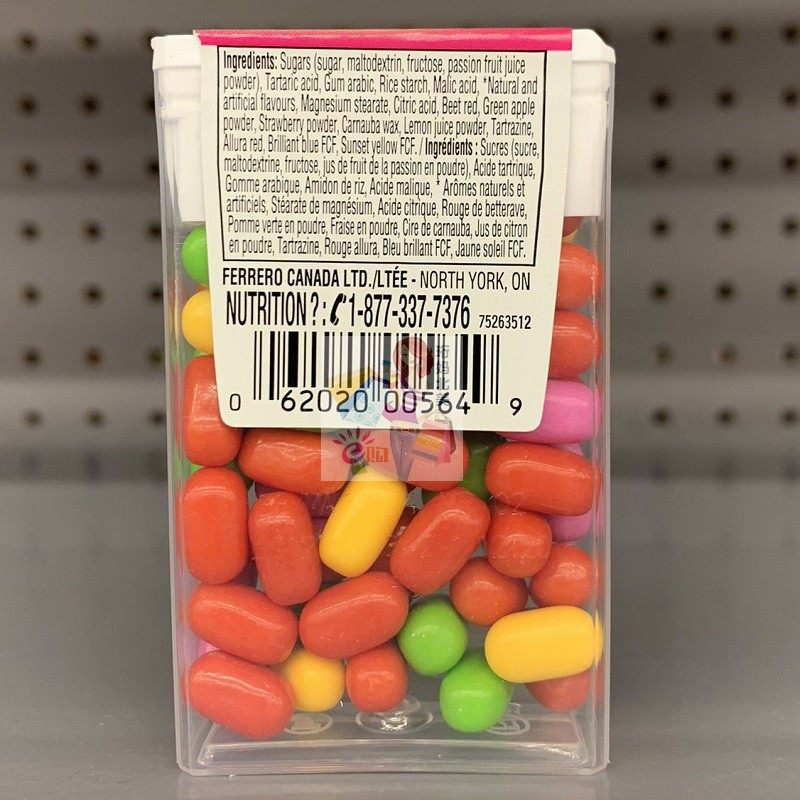 Ingredients: Sugars (sugar, maltodextrin, fructose, passion fruit juice
powder), Tartaric acid, Gum arabic, Rice starch, Malic acid, *Natural and
artificial flavours, Magnesium stearate, Citric acid, Beet red, Green apple
powder, Strawberry powder, Carnauba wax, Lemon juice powder, Tartrazine,
Allura red, Brilliant blue FCF, Sunset yellow FCF. / Ingrédients : Sucres (sucre,
maltodextrine, fructose, jus de fruit de la passion en poudre), Acide tartrique,
Gomme arabique, Amidon de riz, Acide malique, * Arômes naturels et
artificiels, Stéarate de magnésium, Acide citrique, Rouge de betterave,
Pomme verte en poudre, Fraise en poudre, Cire de carnauba, Jus de citron
en poudre, Tartrazine, Rouge allura, Bleu brillant FCF, Jaune soleil FCF.
FERRERO CANADA LTD./LTÉE - NORTH YORK, ON
NUTRITION ? : 1-877-337-7376 75263512
0 62020 00564 9